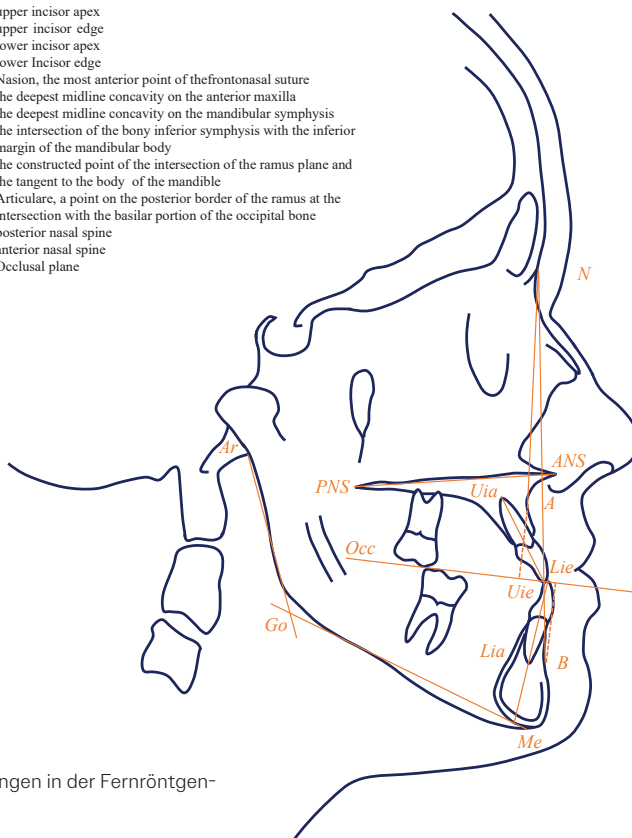 upper incisor apex
upper incisor edge
lower incisor apex
Lower Incisor edge
Nasion, the most anterior point of thefrontonasal suture
the deepest midline concavity on the anterior maxilla
the deepest midline concavity on the mandibular symphysis
the intersection of the bony inferior symphysis with the inferior
margin of the mandibular body
the constructed point of the intersection of the ramus plane and
the tangent to the body of the mandible
Articulare, a point on the posterior border of the ramus at the
intersection with the basilar portion of the occipital bone
posterior nasal spine
anterior nasal spine
Occlusal plane
N
Ar
ANS
PNS
Uia
A
Occ
Lie
Uie
Go
Lia
B
Me
ngen in der Fernröntgen-